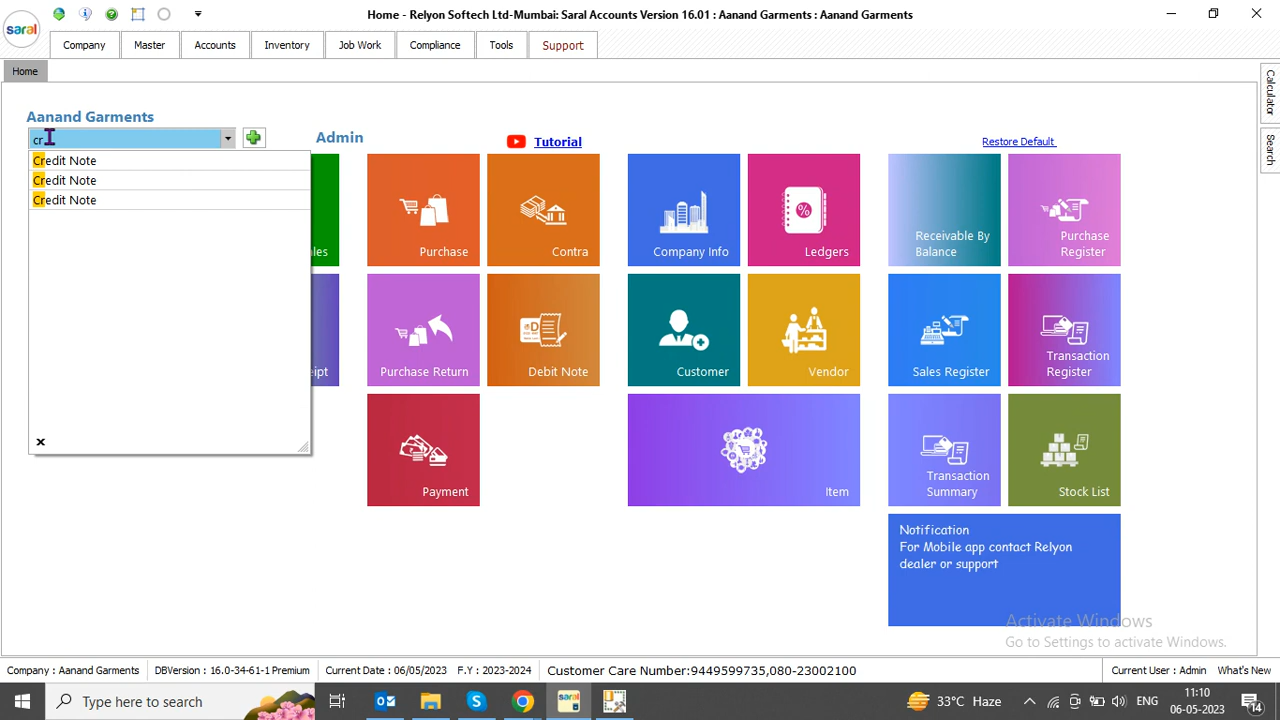 Home - Relyon Softech Ltd-Mumbai: Saral Accounts Version 16.01 : Aanand Garments : Aanand Garments
saral
Company
Master
Accounts
Inventory
Job Work
Compliance
Tools
Support
Home
Calculator
Search
Aanand Garments
cr
Admin
Tutorial
Restore Default
Credit Note
Credit Note
Credit Note
les
Purchase
Contra
Company Info
Ledgers
Receivable By
Balance
Purchase
Register
ipt
Purchase Return
Debit Note
Customer
Vendor
Sales Register
Transaction
Register
Payment
Item
Transaction
Summary
Stock List
Notification
For Mobile app contact Relyon
dealer or support
Activate Windows
Go to Settings to activate Windows.
Company : Aanand Garments
DBVersion : 16.0-34-61-1 Premium
Current Date : 06/05/2023
F.Y : 2023-2024
Customer Care Number:9449599735,080-23002100
Current User : Admin
What's New
Type here to search
33°C Haze
ENG
11:10
06-05-2023
14